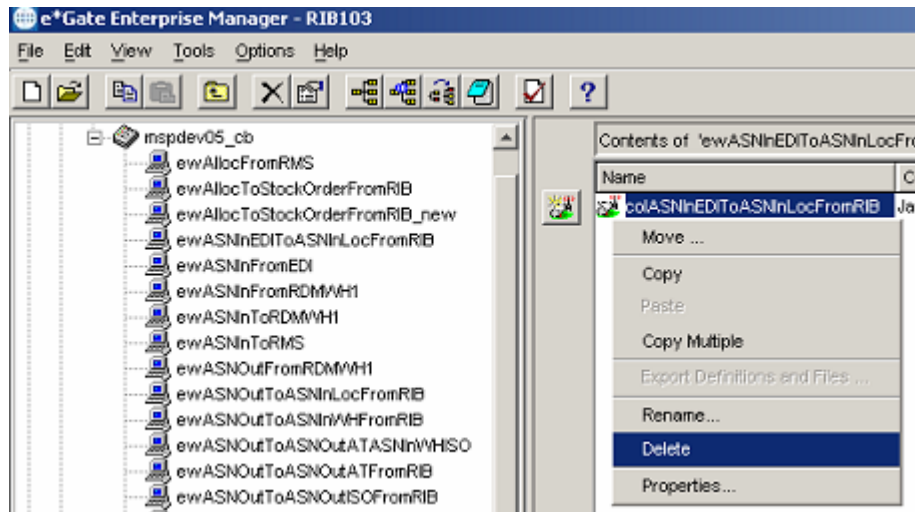 e*Gate Enterprise Manager - RIB103
File Edit View Tools Options Help
mspdev05_cb
ewAllocFromRMS
ewAllocToStockOrderFromRIB
ewAllocToStockOrderFromRIB_new
ewASNInEDIToASNInLocFromRIB
ewASNInFromEDI
ewASNInFromRDMWH1
ewASNInToRDMWH1
ewASNInToRMS
ewASNOutFromRDMWH1
ewASNOutToASNInLocFromRIB
ewASNOutToASNInWHFromRIB
ewASNOutToASNOutATASNInWHISO
ewASNOutToASNOutATFromRIB
ewASNOutToASNOutISOFromRIB
Contents of 'ewASNInEDIToASNInLocFro
Name C
colASNInEDIToASNInLocFromRIB Ja
Move ...
Copy
Paste
Copy Multiple
Export Definitions and Files ...
Rename...
Delete
Properties...